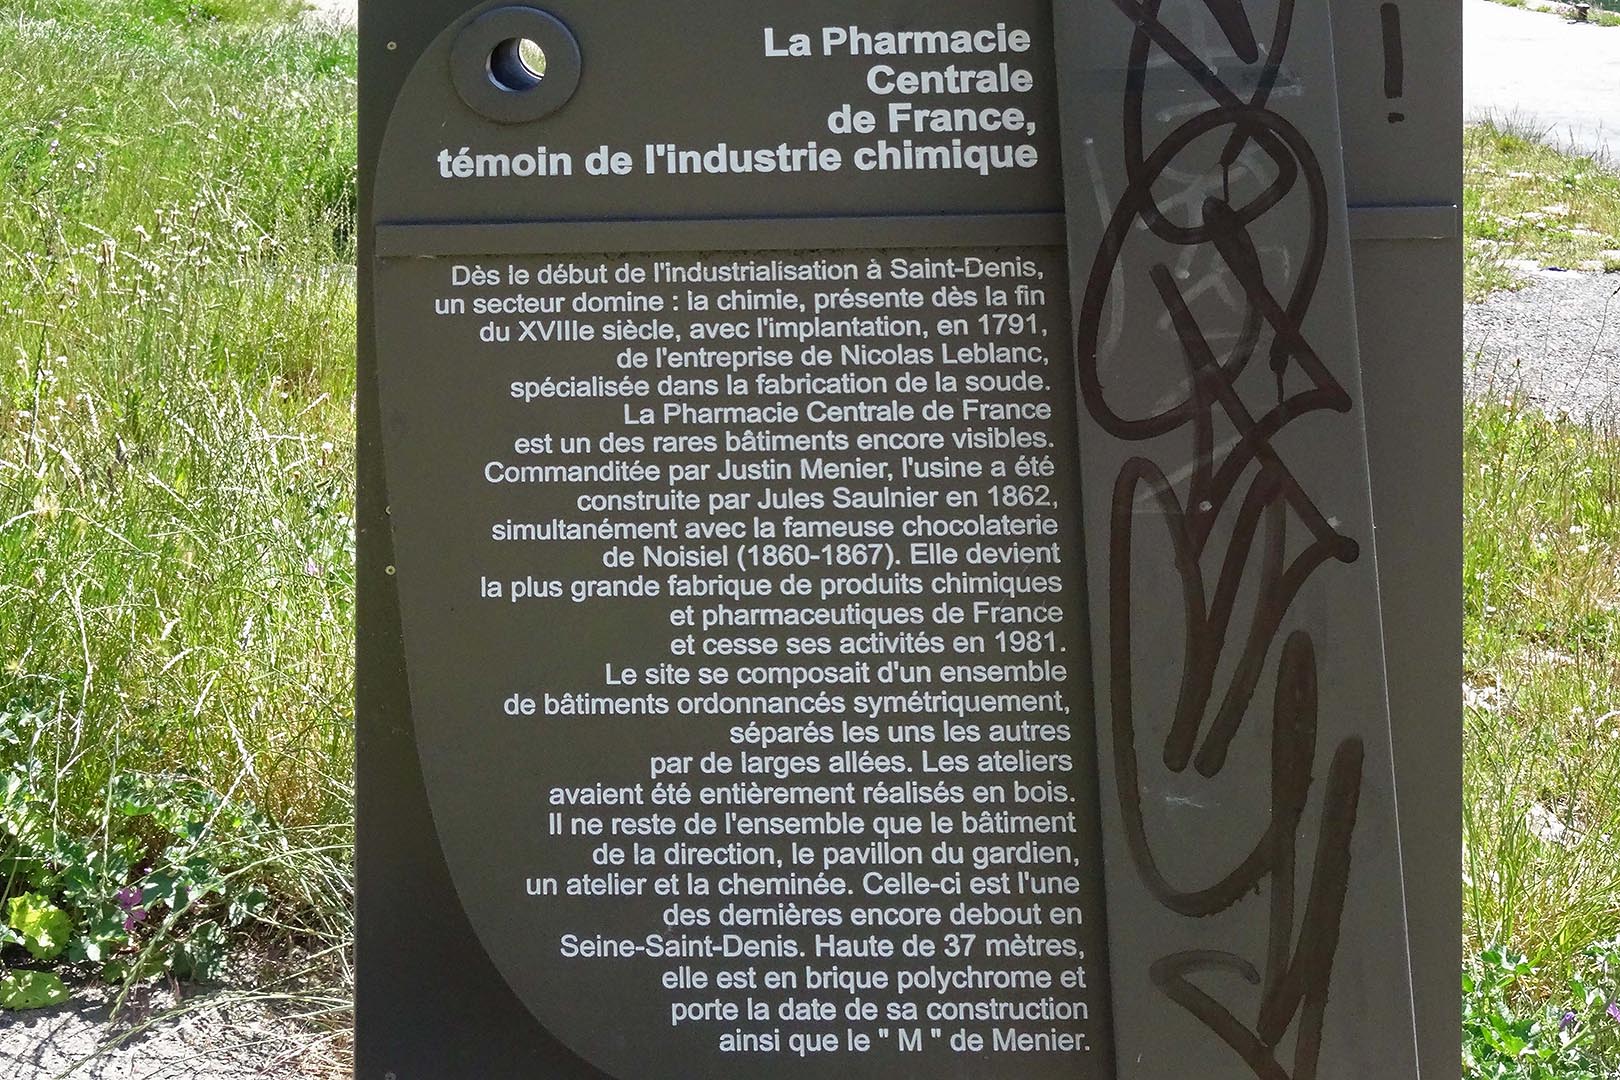 La Pharmacie
Centrale
de France,
témoin de l'industrie chimique
Dès le début de l'industrialisation à Saint-Denis,
un secteur domine : la chimie, présente dès la fin
du XVIIIe siècle, avec l'implantation, en 1791,
de l'entreprise de Nicolas Leblanc,
spécialisée dans la fabrication de la soude.
La Pharmacie Centrale de France
est un des rares bâtiments encore visibles.
Commanditée par Justin Menier, l'usine a été
construite par Jules Saulnier en 1862,
simultanément avec la fameuse chocolaterie
de Noisiel (1860-1867). Elle devient
la plus grande fabrique de produits chimiques
et pharmaceutiques de France
et cesse ses activités en 1981.
Le site se composait d'un ensemble
de bâtiments ordonnancés symétriquement,
séparés les uns les autres
par de larges allées. Les ateliers
avaient été entièrement réalisés en bois.
Il ne reste de l'ensemble que le bâtiment
de la direction, le pavillon du gardien,
un atelier et la cheminée. Celle-ci est l'une
des dernières encore debout en
Seine-Saint-Denis. Haute de 37 mètres,
elle est en brique polychrome et
porte la date de sa construction
ainsi que le " M " de Menier.